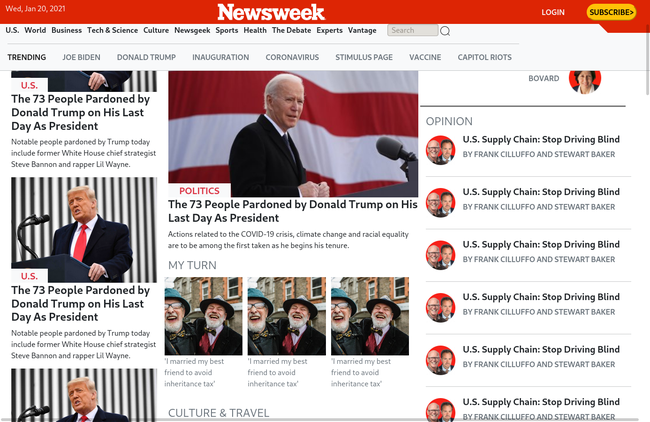 Wed, Jan 20, 2021
Newsweek
LOGIN
SUBSCRIBE>
U.S. World Business Tech & Science Culture Newsgeek Sports Health The Debate Experts Vantage
Search
TRENDING JOE BIDEN DONALD TRUMP INAUGURATION CORONAVIRUS STIMULUS PAGE VACCINE CAPITOL RIOTS
U.S.
The 73 People Pardoned by
Donald Trump on His Last
Day As President
Notable people pardoned by Trump today
include former White House chief strategist
Steve Bannon and rapper Lil Wayne.
U.S.
The 73 People Pardoned by
Donald Trump on His Last
Day As President
Notable people pardoned by Trump today
include former White House chief strategist
Steve Bannon and rapper Lil Wayne.
POLITICS
The 73 People Pardoned by Donald Trump on His
Last Day As President
Actions related to the COVID-19 crisis, climate change and racial equality
are to be among the first taken as he begins his tenure.
MY TURN
'I married my best
friend to avoid
inheritance tax'
'I married my best
friend to avoid
inheritance tax'
'I married my best
friend to avoid
inheritance tax'
CULTURE & TRAVEL
BOVARD
OPINION
U.S. Supply Chain: Stop Driving Blind
BY FRANK CILLUFFO AND STEWART BAKER
U.S. Supply Chain: Stop Driving Blind
BY FRANK CILLUFFO AND STEWART BAKER
U.S. Supply Chain: Stop Driving Blind
BY FRANK CILLUFFO AND STEWART BAKER
U.S. Supply Chain: Stop Driving Blind
BY FRANK CILLUFFO AND STEWART BAKER
U.S. Supply Chain: Stop Driving Blind
BY FRANK CILLUFFO AND STEWART BAKER
U.S. Supply Chain: Stop Driving Blind
BY FRANK CILLUFFO AND STEWART BAKER